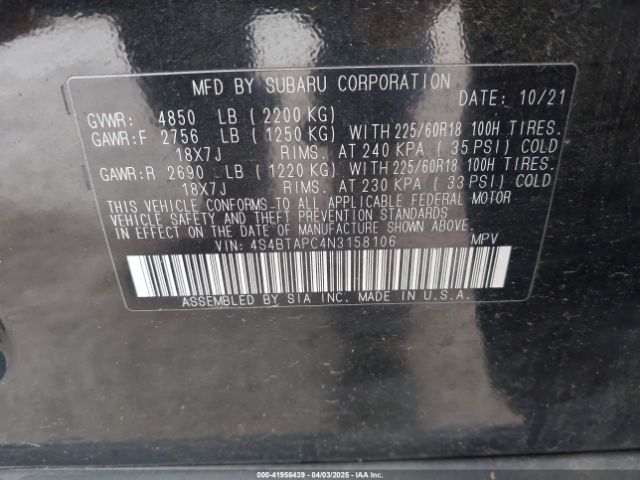 MFD BY SUBARU CORPORATION
DATE: 10/21
GVWR: 4850 LB (2200 KG)
GAWR:F 2756 LB (1250 KG) WITH 225/60R18 100H TIRES.
18X7J RIMS. AT 240 KPA (35 PSI) COLD
GAWR:R 2690 LB (1220 KG) WITH 225/60R18 100H TIRES.
18X7J RIMS. AT 230 KPA (33 PSI) COLD
THIS VEHICLE CONFORMS TO ALL APPLICABLE FEDERAL MOTOR
VEHICLE SAFETY, BUMPER, AND THEFT PREVENTION STANDARDS
IN EFFECT ON THE DATE OF MANUFACTURE SHOWN ABOVE.
VIN: 4S4BTAPC4N3158106 MPV
ASSEMBLED BY SIA INC. MADE IN U.S.A.
000-41956439 - 04/03/2025 - COPYRIGHT IAA, LLC.